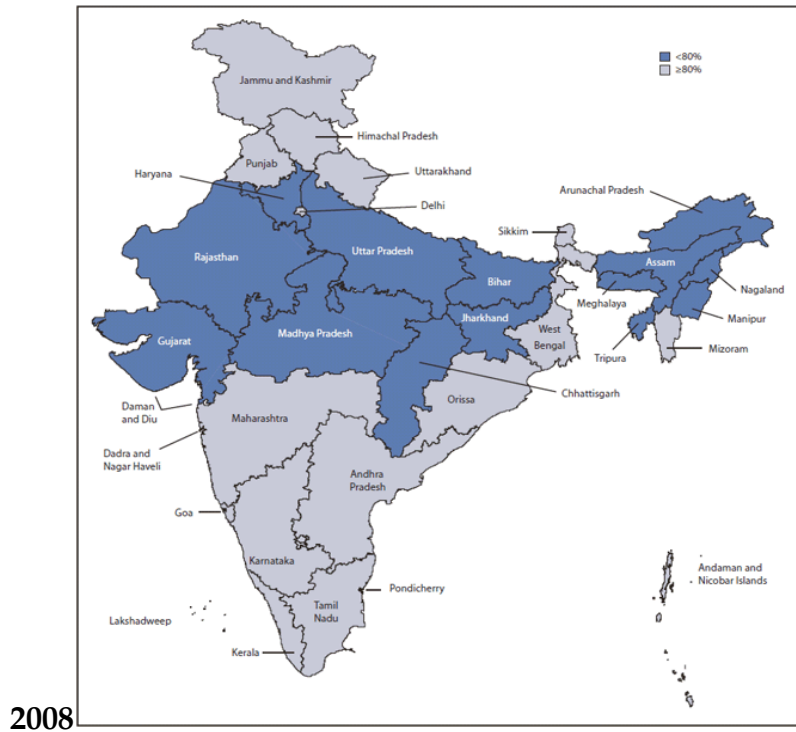 <80%
≥80%
Jammu and Kashmir
Himachal Pradesh
Punjab
Haryana
Uttarakhand
Arunachal Pradesh
Delhi
Sikkim
Rajasthan
Uttar Pradesh
Assam
Bihar
Nagaland
Meghalaya
Jharkhand
Manipur
Gujarat
Madhya Pradesh
West
Bengal
Mizoram
Tripura
Chhattisgarh
Orissa
Daman
and Diu
Maharashtra
Dadra and
Nagar Haveli
Andhra
Pradesh
Goa
Karnataka
Andaman and
Nicobar Islands
Pondicherry
Tamil
Nadu
Lakshadweep
Kerala
2008